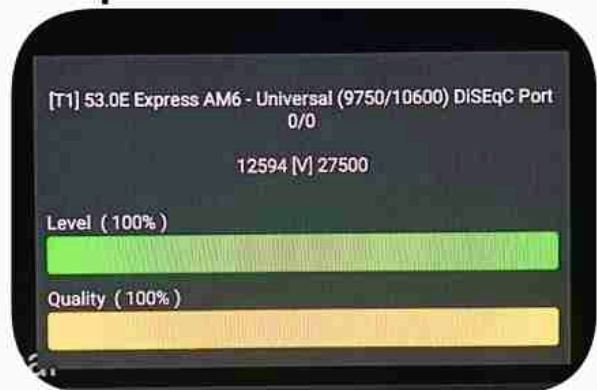 [T1] 53.0E Express AM6 - Universal (9750/10600) DiSEqC Port
0/0
12594 [V] 27500
Level ( 100% )
Quality ( 100% )